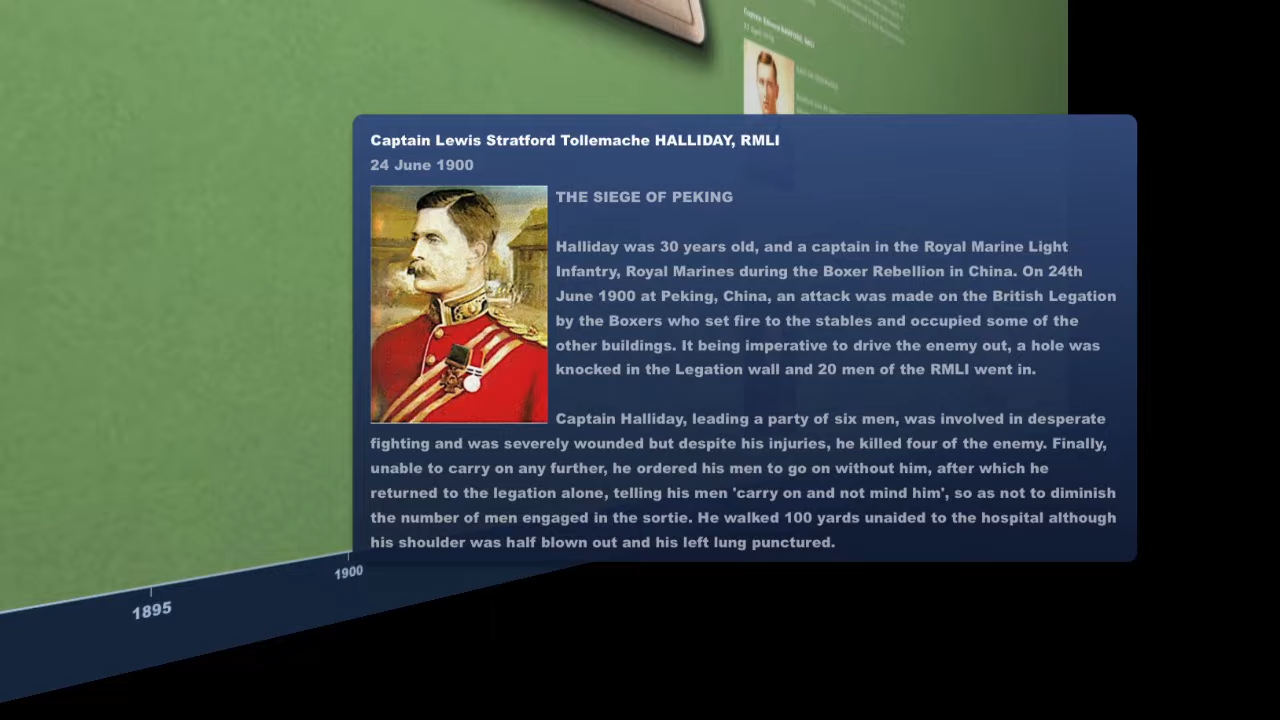 Captain Lewis Stratford Tollemache HALLIDAY, RMLI
24 June 1900
THE SIEGE OF PEKING
Halliday was 30 years old, and a captain in the Royal Marine Light
Infantry, Royal Marines during the Boxer Rebellion in China. On 24th
June 1900 at Peking, China, an attack was made on the British Legation
by the Boxers who set fire to the stables and occupied some of the
other buildings. It being imperative to drive the enemy out, a hole was
knocked in the Legation wall and 20 men of the RMLI went in.
Captain Halliday, leading a party of six men, was involved in desperate
fighting and was severely wounded but despite his injuries, he killed four of the enemy. Finally,
unable to carry on any further, he ordered his men to go on without him, after which he
returned to the legation alone, telling his men 'carry on and not mind him', so as not to diminish
the number of men engaged in the sortie. He walked 100 yards unaided to the hospital although
his shoulder was half blown out and his left lung punctured.
1895
1900